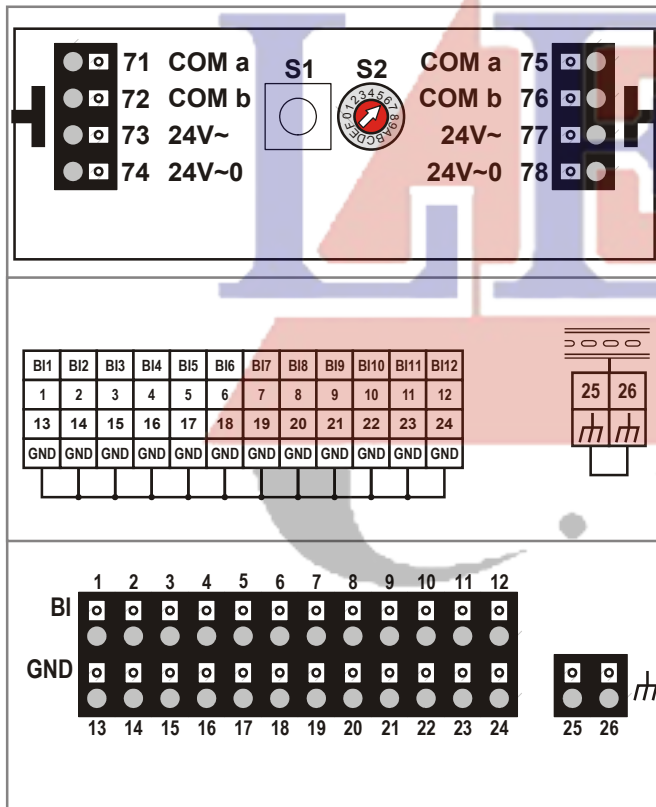 71 COM a S1 S2 COM a 75
72 COM b COM b 76
73 24V~ 24V~ 77
74 24V~0 24V~0 78
0123456789ABCDEF
BI1 BI2 BI3 BI4 BI5 BI6 BI7 BI8 BI9 BI10 BI11 BI12
1 2 3 4 5 6 7 8 9 10 11 12
13 14 15 16 17 18 19 20 21 22 23 24
GND GND GND GND GND GND GND GND GND GND GND GND
25 26
1 2 3 4 5 6 7 8 9 10 11 12
BI
GND
13 14 15 16 17 18 19 20 21 22 23 24
25 26
LE